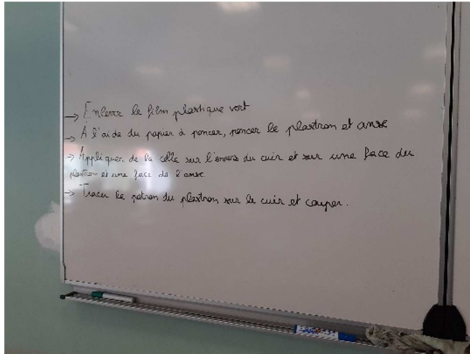 → Enlever le film plastique vert
→ A l'aide du papier à poncer, poncer le plastron et anse
→ Appliquer de la colle sur l'envers du cuir et sur une face du
plastron et une face de l'anse
→ Tracer le patron du plastron sur le cuir et couper.